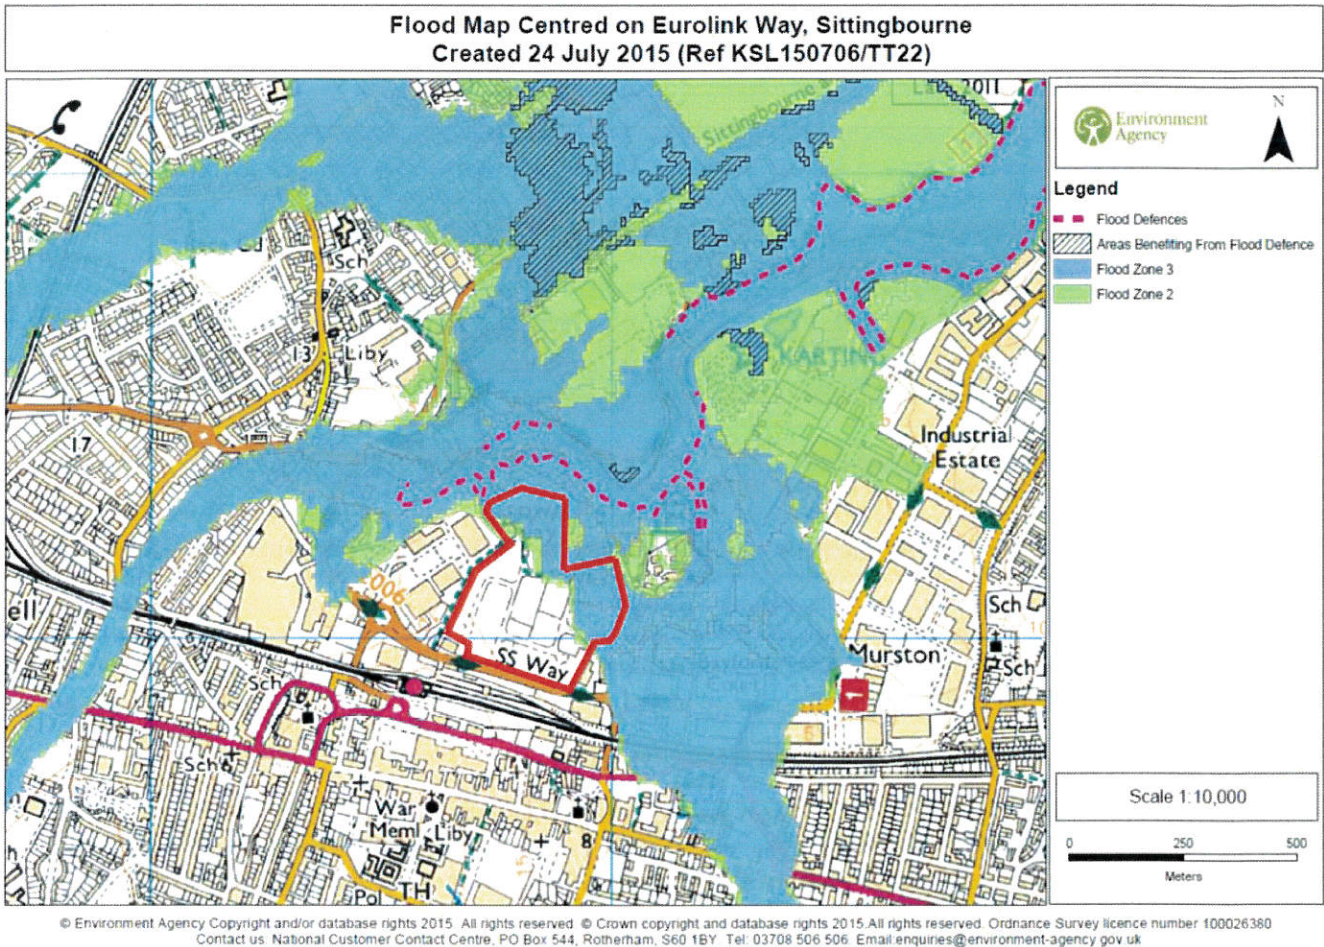 Flood Map Centred on Eurolink Way, Sittingbourne
Created 24 July 2015 (Ref KSL150706/TT22)
Environment
Agency
N
Legend
Flood Defences
Areas Benefiting From Flood Defence
Flood Zone 3
Flood Zone 2
Scale 1:10,000
0 250 500
Meters
Sittingbourne
Sch
13
Liby
17
KARTING
Industrial
Estate
006
SS Way
Murston
Sch
Sch
ell
Sch
Sch
6
8
War
Meml
Liby
TH
Pol
© Environment Agency Copyright and/or database rights 2015. All rights reserved. © Crown copyright and database rights 2015.All rights reserved. Ordnance Survey licence number 100026380
Contact us: National Customer Contact Centre, PO Box 544, Rotherham, S60 1BY. Tel: 03708 506 506. Email:enquiries@environment-agency.gov.uk